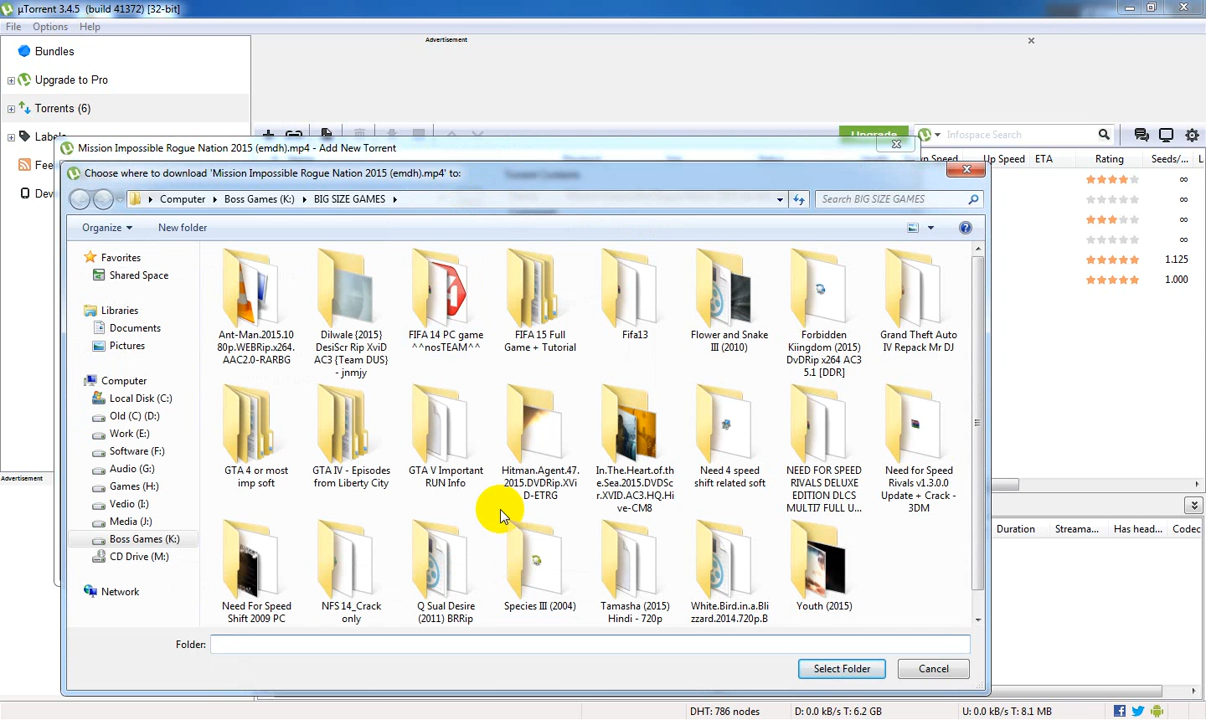 µTorrent 3.4.5 (build 41372) [32-bit]
File Options Help
Advertisement
Bundles
Upgrade to Pro
Torrents (6)
Upgrade
Infospace Search
Mission Impossible Rogue Nation 2015 (emdh).mp4 - Add New Torrent
Up Speed ETA Rating Seeds/...
∞
∞
∞
∞
1.125
1.000
Choose where to download 'Mission Impossible Rogue Nation 2015 (emdh).mp4' to:
Computer Boss Games (K:) BIG SIZE GAMES
Search BIG SIZE GAMES
Organize New folder
Favorites
Shared Space
Libraries
Documents
Pictures
Computer
Local Disk (C:)
Old (C) (D:)
Work (E:)
Software (F:)
Audio (G:)
Games (H:)
Vedio (I:)
Media (J:)
Boss Games (K:)
CD Drive (M:)
Network
Ant-Man.2015.10
80p.WEBRip.x264.
AAC2.0-RARBG
Dilwale {2015}
DesiScr Rip XviD
AC3 {Team DUS}
- jnmjy
FIFA 14 PC game
^^nosTEAM^^
FIFA 15 Full
Game + Tutorial
Fifa13
Flower and Snake
III (2010)
Forbidden
Kiingdom (2015)
DvDRip x264 AC3
5.1 [DDR]
Grand Theft Auto
IV Repack Mr DJ
GTA 4 or most
imp soft
GTA IV - Episodes
from Liberty City
GTA V Important
RUN Info
Hitman.Agent.47.
2015.DVDRip.XVi
D-ETRG
In.The.Heart.of.th
e.Sea.2015.DVDSc
r.XVID.AC3.HQ.Hi
ve-CM8
Need 4 speed
shift related soft
NEED FOR SPEED
RIVALS DELUXE
EDITION DLCS
MULTI7 FULL U...
Need for Speed
Rivals v1.3.0.0
Update + Crack -
3DM
Need For Speed
Shift 2009 PC
NFS 14_Crack
only
Q Sual Desire
(2011) BRRip
Species III (2004)
Tamasha (2015)
Hindi - 720p
White.Bird.in.a.Bli
zzard.2014.720p.B
Youth (2015)
Folder:
Select Folder Cancel
Advertisement
Duration Streama... Has head... Codec
DHT: 786 nodes D: 0.0 kB/s T: 6.2 GB U: 0.0 kB/s T: 8.1 MB